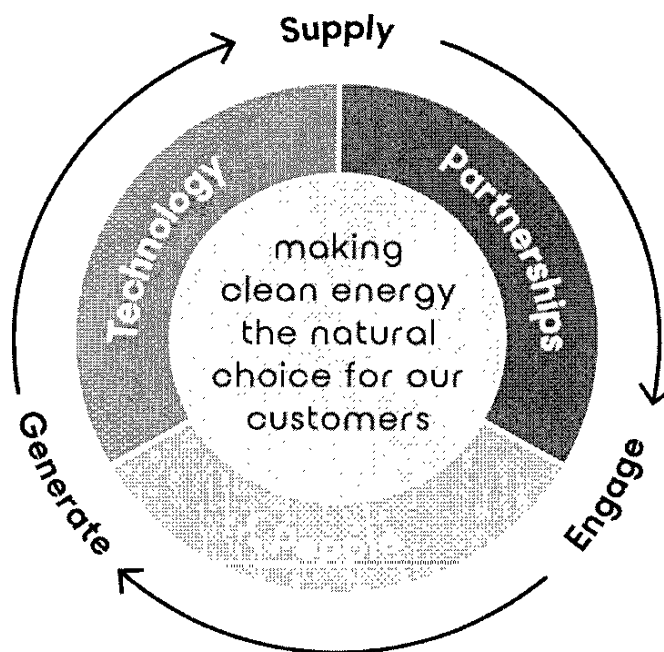 Supply
Technology
Partnerships
making
clean energy
the natural
choice for our
customers
Generate
Engage